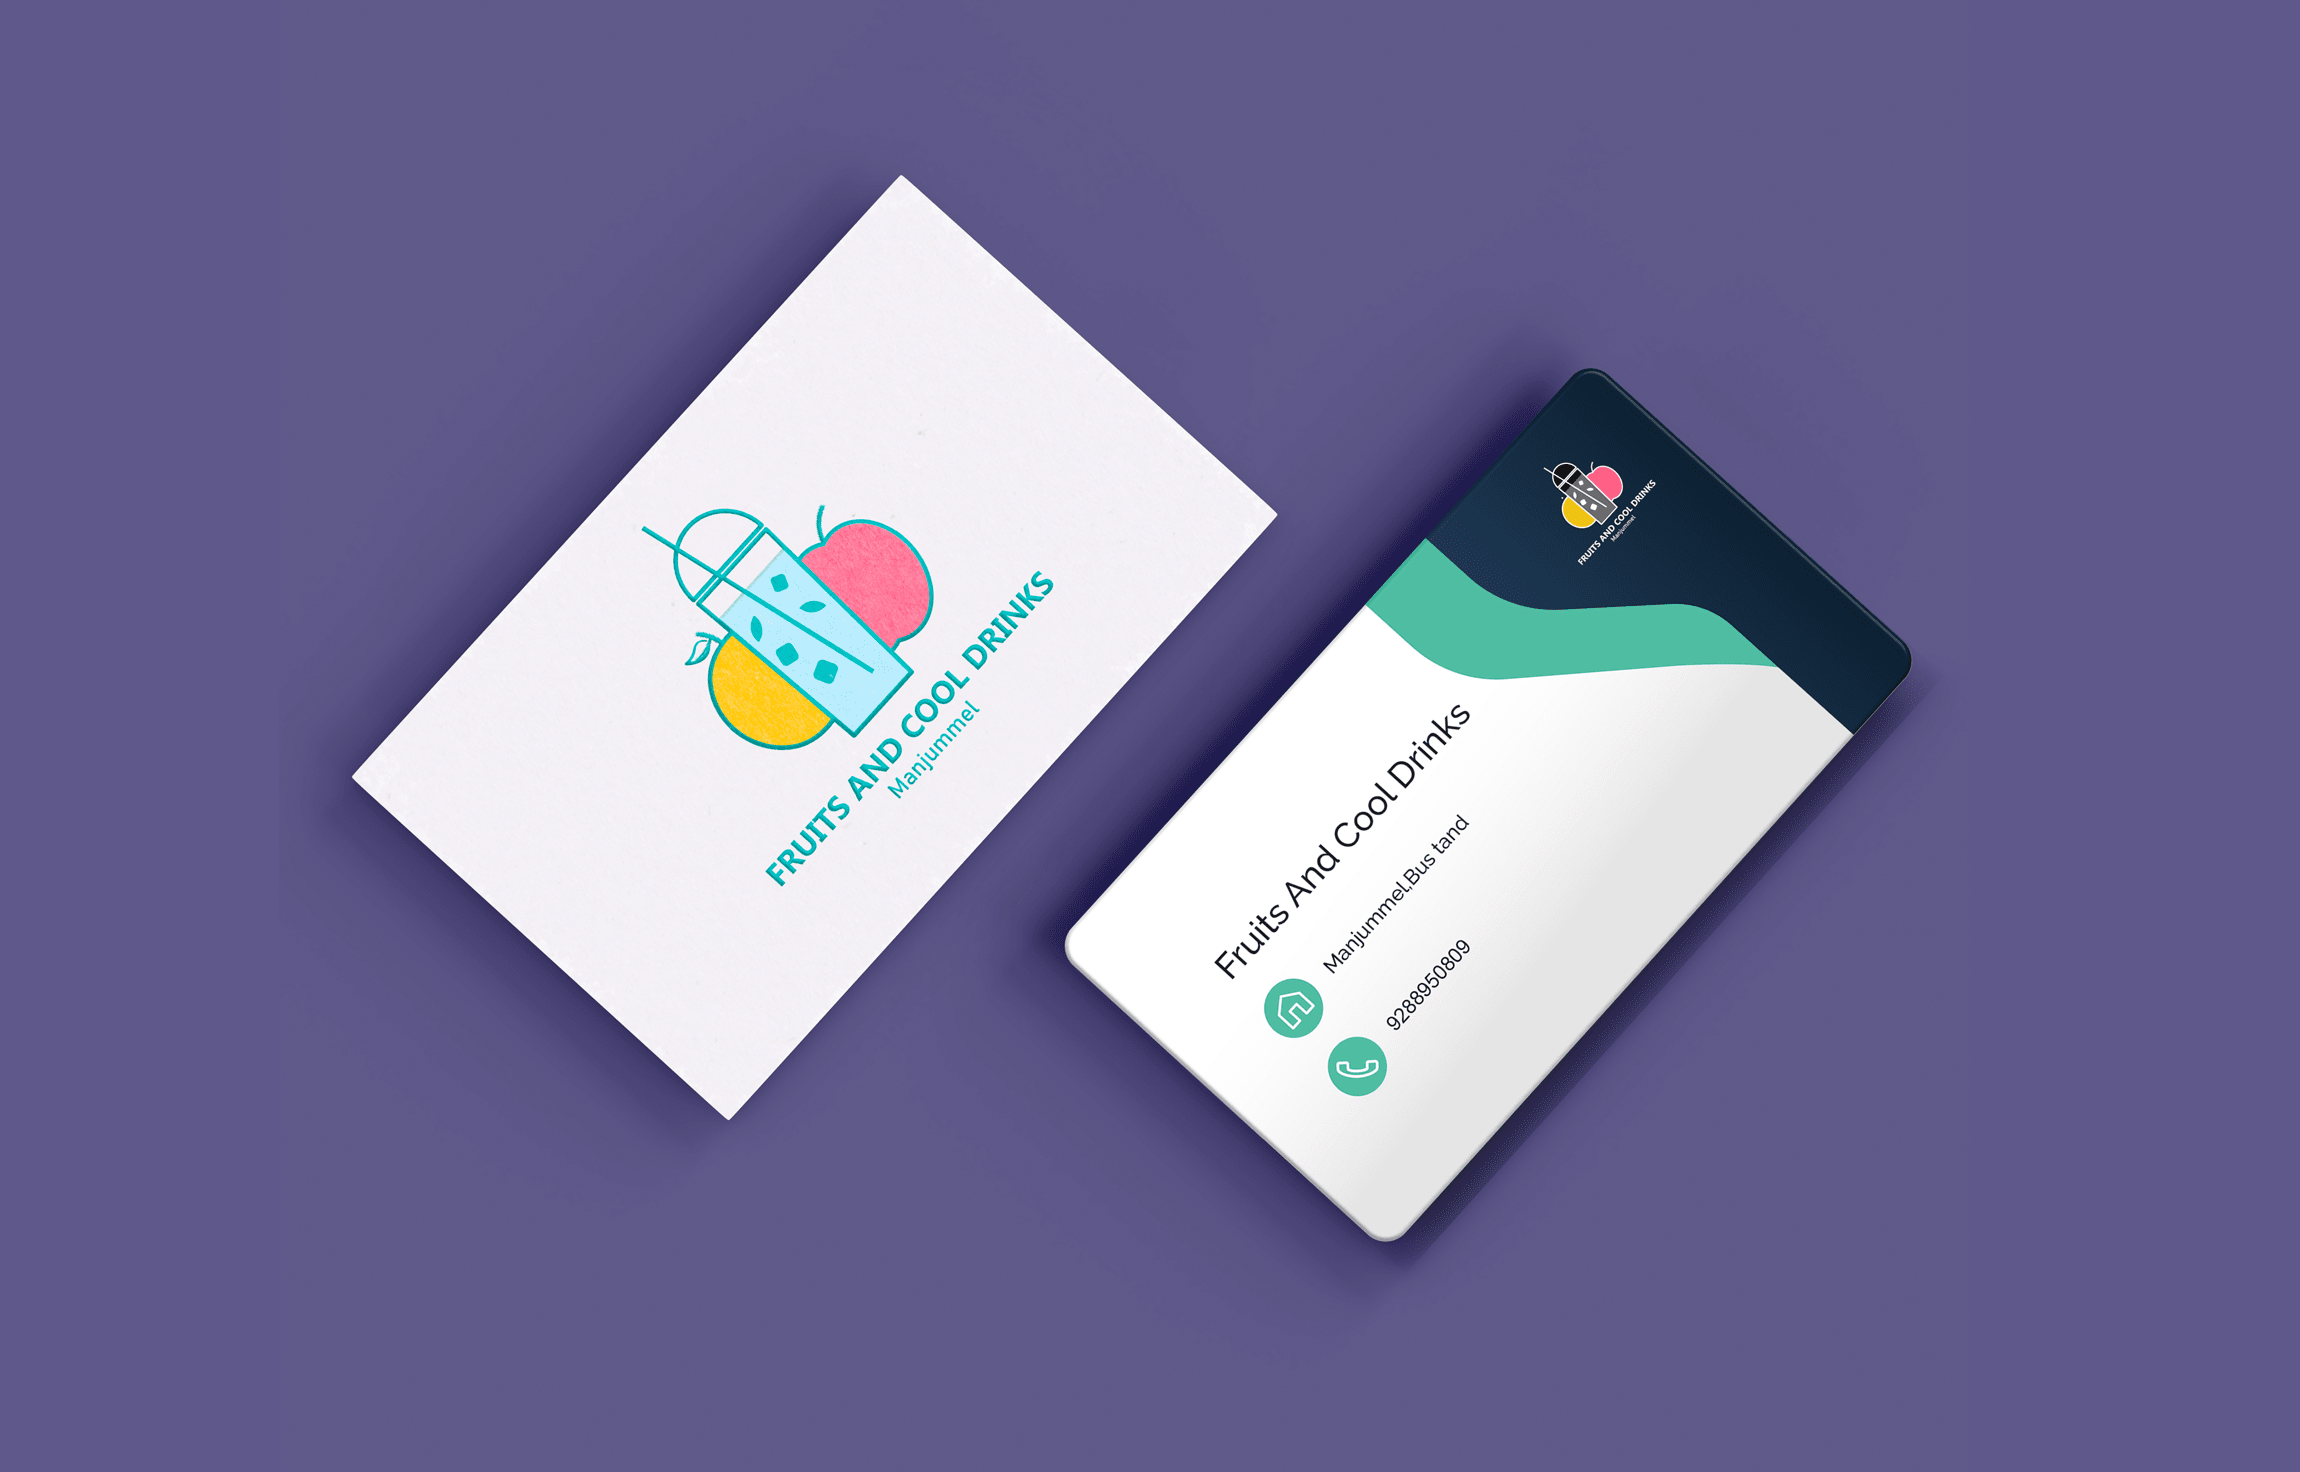 FRUITS AND COOL DRINKS
Manjummel
FRUITS AND COOL DRINKS
Manjummel
Fruits And Cool Drinks
Manjummel,Bus tand
9288950809